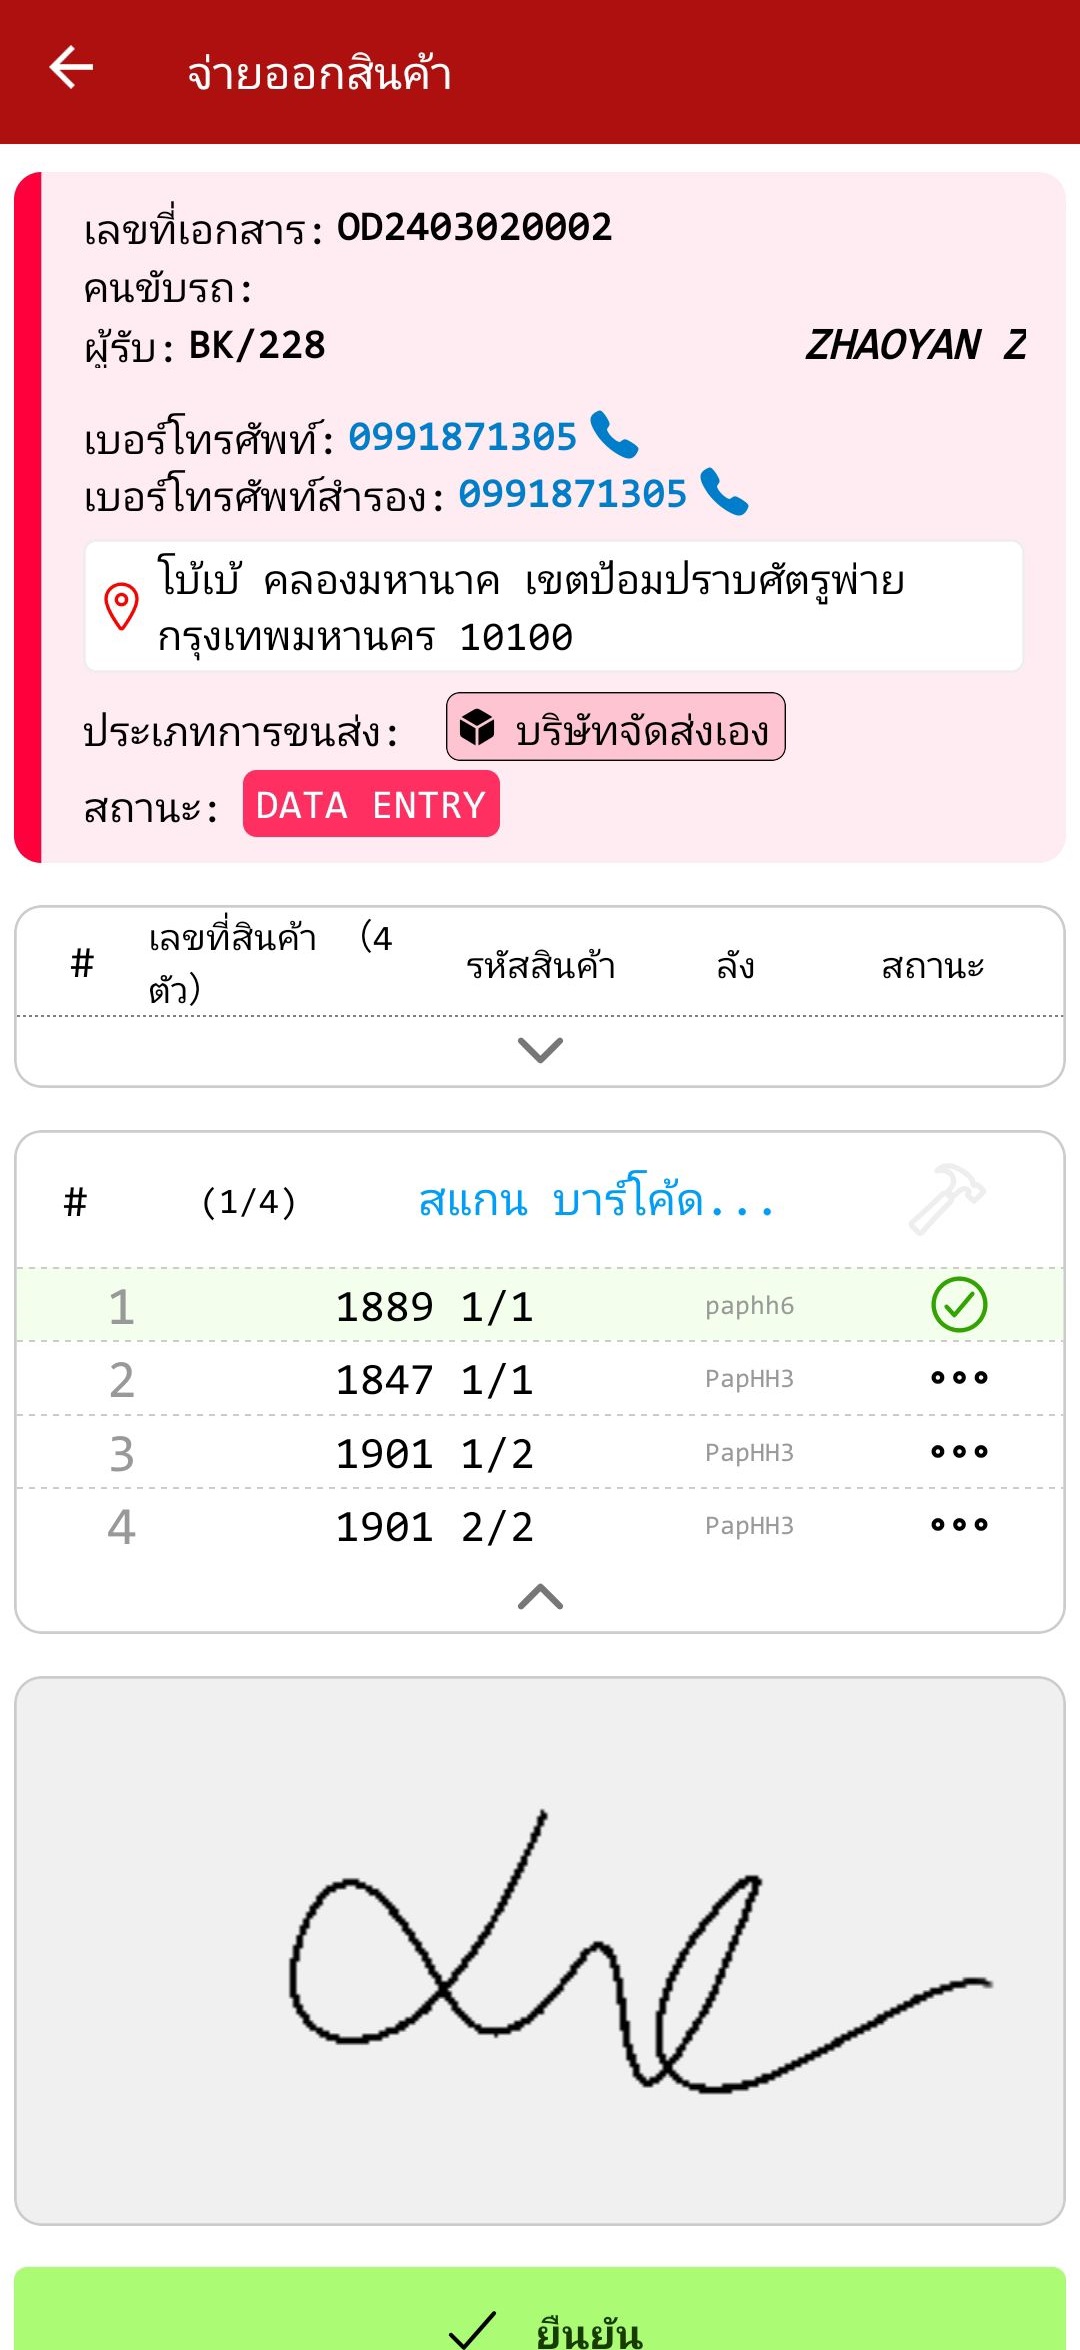 จ่ายออกสินค้า
เลขที่เอกสาร: OD2403020002
คนขับรถ:
ผู้รับ: BK/228 ZHAOYAN Z
เบอร์โทรศัพท์: 0991871305
เบอร์โทรศัพท์สำรอง: 0991871305
โบ้เบ้ คลองมหานาค เขตป้อมปราบศัตรูพ่าย
กรุงเทพมหานคร 10100
ประเภทการขนส่ง: บริษัทจัดส่งเอง
สถานะ: DATA ENTRY
# เลขที่สินค้า (4 ตัว) รหัสสินค้า ลัง สถานะ
# (1/4) สแกน บาร์โค้ด...
1 1889 1/1 paphh6
2 1847 1/1 PapHH3
3 1901 1/2 PapHH3
4 1901 2/2 PapHH3
ยืนยัน